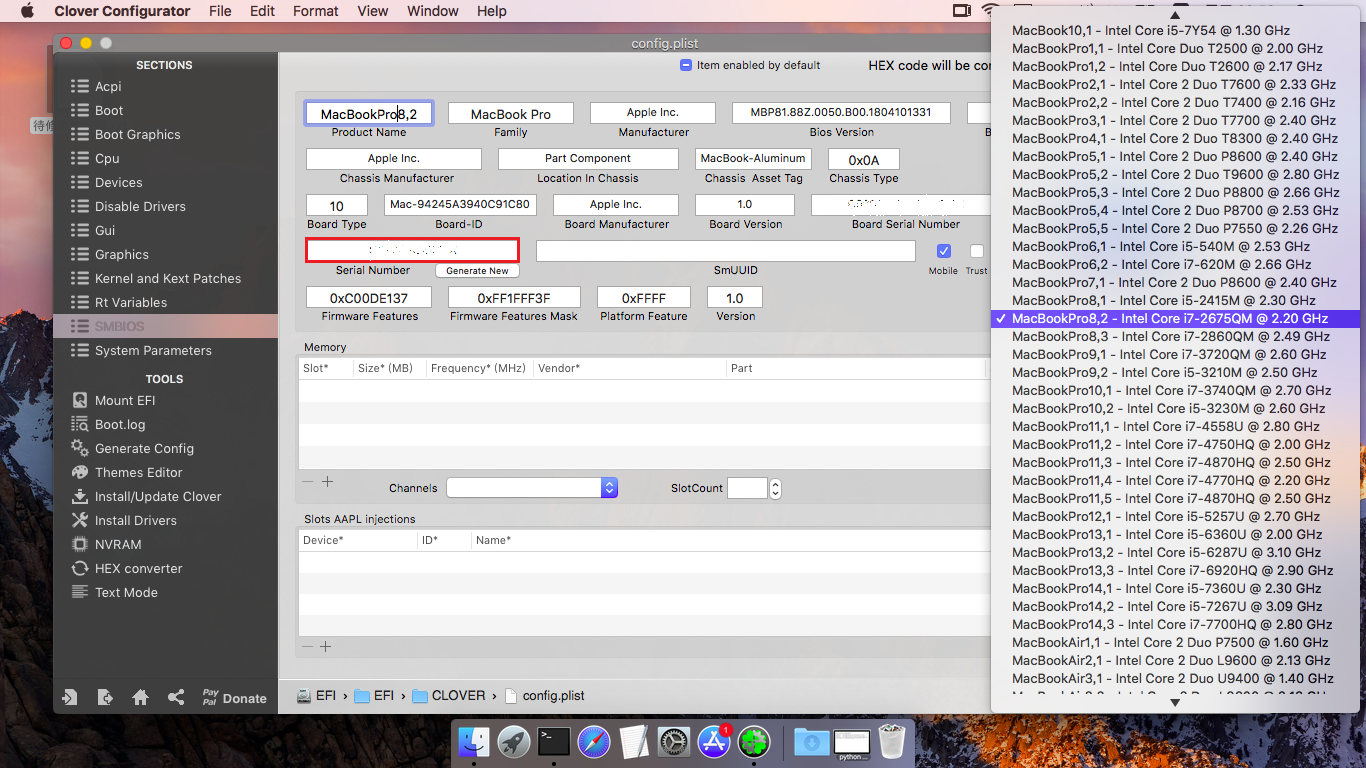 Clover Configurator File Edit Format View Window Help
config.plist
SECTIONS
Acpi
Boot
Boot Graphics
Cpu
Devices
Disable Drivers
Gui
Graphics
Kernel and Kext Patches
Rt Variables
SMBIOS
System Parameters
TOOLS
Mount EFI
Boot.log
Generate Config
Themes Editor
Install/Update Clover
Install Drivers
NVRAM
HEX converter
Text Mode
Pay Pal Donate
待修
Item enabled by default HEX code will be cor
MacBookPro8,2 MacBook Pro Apple Inc. MBP81.88Z.0050.B00.1804101331
Product Name Family Manufacturer Bios Version B
Apple Inc. Part Component MacBook-Aluminum 0x0A
Chassis Manufacturer Location In Chassis Chassis Asset Tag Chassis Type
10 Mac-94245A3940C91C80 Apple Inc. 1.0
Board Type Board-ID Board Manufacturer Board Version Board Serial Number
Serial Number Generate New SmUUID Mobile Trust
0xC00DE137 0xFF1FFF3F 0xFFFF 1.0
Firmware Features Firmware Features Mask Platform Feature Version
Memory
Slot* Size* (MB) Frequency* (MHz) Vendor* Part
Channels SlotCount
Slots AAPL injections
Device* ID* Name*
EFI › EFI › CLOVER › config.plist
MacBook10,1 - Intel Core i5-7Y54 @ 1.30 GHz
MacBookPro1,1 - Intel Core Duo T2500 @ 2.00 GHz
MacBookPro1,2 - Intel Core Duo T2600 @ 2.17 GHz
MacBookPro2,1 - Intel Core 2 Duo T7600 @ 2.33 GHz
MacBookPro2,2 - Intel Core 2 Duo T7400 @ 2.16 GHz
MacBookPro3,1 - Intel Core 2 Duo T7700 @ 2.40 GHz
MacBookPro4,1 - Intel Core 2 Duo T8300 @ 2.40 GHz
MacBookPro5,1 - Intel Core 2 Duo P8600 @ 2.40 GHz
MacBookPro5,2 - Intel Core 2 Duo T9600 @ 2.80 GHz
MacBookPro5,3 - Intel Core 2 Duo P8800 @ 2.66 GHz
MacBookPro5,4 - Intel Core 2 Duo P8700 @ 2.53 GHz
MacBookPro5,5 - Intel Core 2 Duo P7550 @ 2.26 GHz
MacBookPro6,1 - Intel Core i5-540M @ 2.53 GHz
MacBookPro6,2 - Intel Core i7-620M @ 2.66 GHz
MacBookPro7,1 - Intel Core 2 Duo P8600 @ 2.40 GHz
MacBookPro8,1 - Intel Core i5-2415M @ 2.30 GHz
✓ MacBookPro8,2 - Intel Core i7-2675QM @ 2.20 GHz
MacBookPro8,3 - Intel Core i7-2860QM @ 2.49 GHz
MacBookPro9,1 - Intel Core i7-3720QM @ 2.60 GHz
MacBookPro9,2 - Intel Core i5-3210M @ 2.50 GHz
MacBookPro10,1 - Intel Core i7-3740QM @ 2.70 GHz
MacBookPro10,2 - Intel Core i5-3230M @ 2.60 GHz
MacBookPro11,1 - Intel Core i7-4558U @ 2.80 GHz
MacBookPro11,2 - Intel Core i7-4750HQ @ 2.00 GHz
MacBookPro11,3 - Intel Core i7-4870HQ @ 2.50 GHz
MacBookPro11,4 - Intel Core i7-4770HQ @ 2.20 GHz
MacBookPro11,5 - Intel Core i7-4870HQ @ 2.50 GHz
MacBookPro12,1 - Intel Core i5-5257U @ 2.70 GHz
MacBookPro13,1 - Intel Core i5-6360U @ 2.00 GHz
MacBookPro13,2 - Intel Core i5-6287U @ 3.10 GHz
MacBookPro13,3 - Intel Core i7-6920HQ @ 2.90 GHz
MacBookPro14,1 - Intel Core i5-7360U @ 2.30 GHz
MacBookPro14,2 - Intel Core i5-7267U @ 3.09 GHz
MacBookPro14,3 - Intel Core i7-7700HQ @ 2.80 GHz
MacBookAir1,1 - Intel Core 2 Duo P7500 @ 1.60 GHz
MacBookAir2,1 - Intel Core 2 Duo L9600 @ 2.13 GHz
MacBookAir3,1 - Intel Core 2 Duo U9400 @ 1.40 GHz
1
python ...